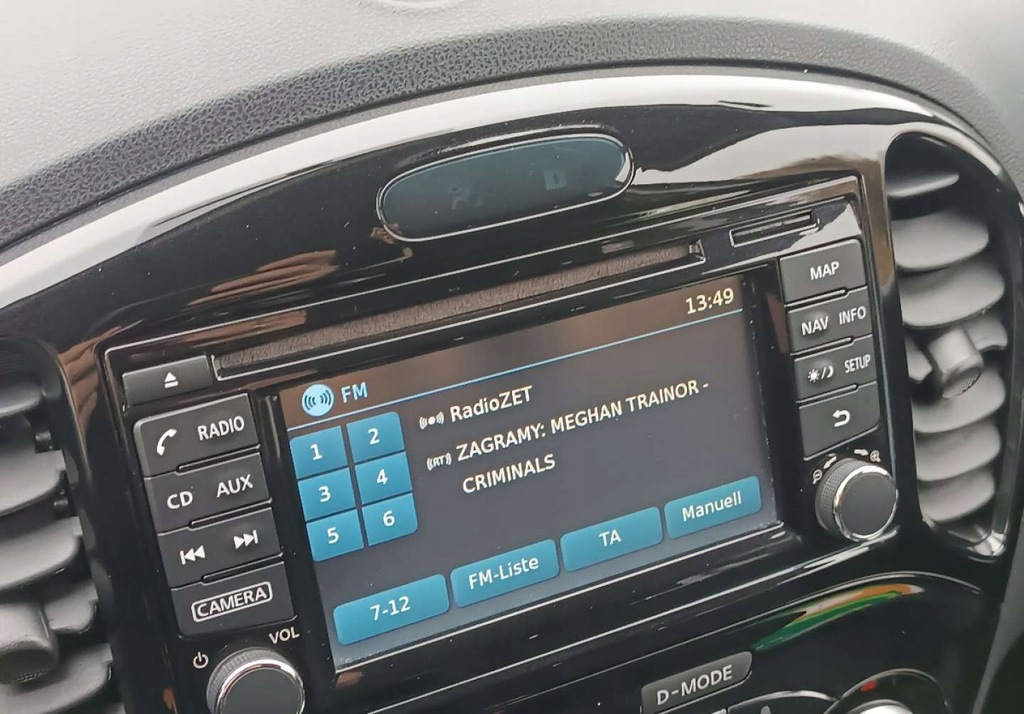 13:49
FM
RadioZET
ZAGRAMY: MEGHAN TRAINOR -
CRIMINALS
1 2
3 4
5 6
7-12 FM-Liste TA Manuell
RADIO
CD AUX
CAMERA
VOL
MAP
NAV INFO
SETUP
D-MODE